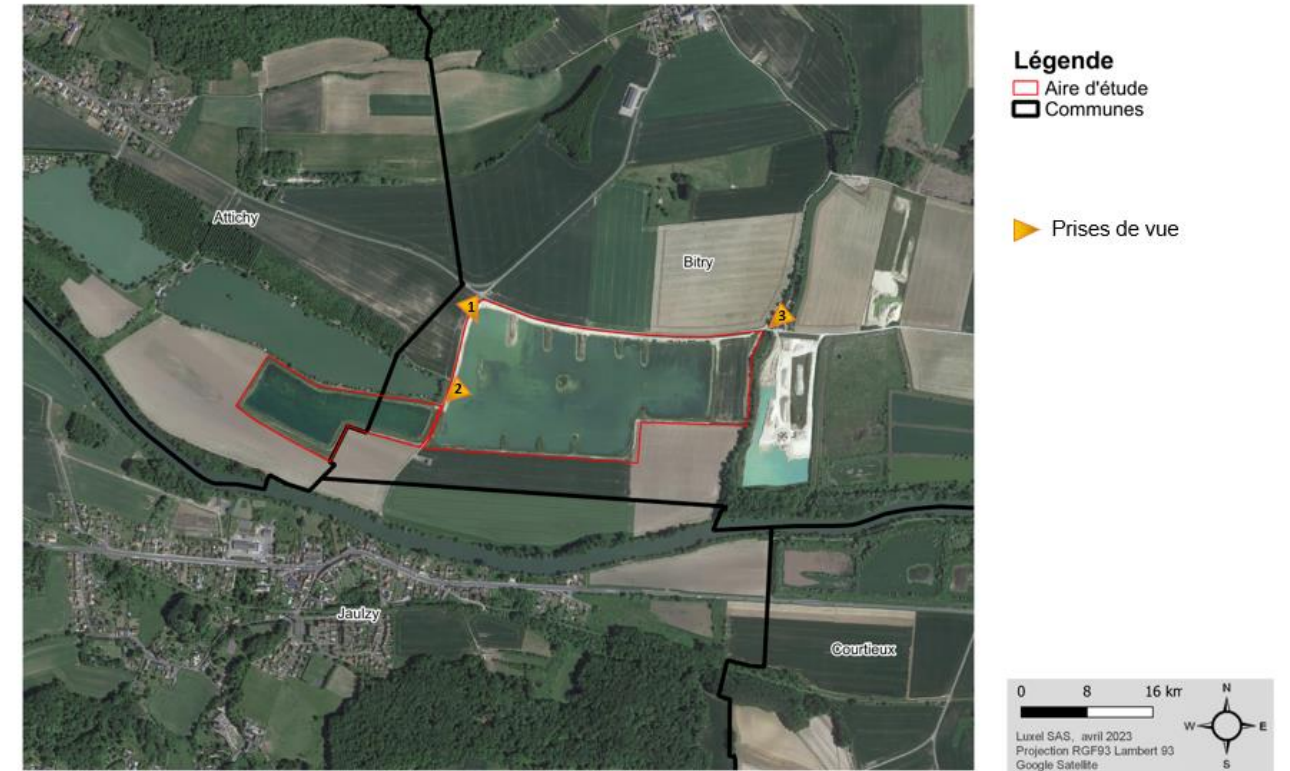 Légende
Aire d'étude
Communes
Prises de vue
Attichy
Bitry
1
3
2
Jaulzy
Courtieux
0 8 16 km
N
W E
S
Luxel SAS, avril 2023
Projection RGF93 Lambert 93
Google Satellite